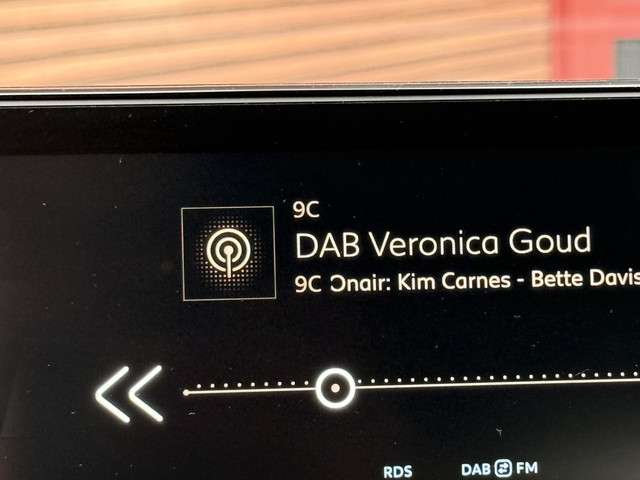 9C
DAB Veronica Goud
9C Onair: Kim Carnes - Bette Davis
RDS
DAB FM